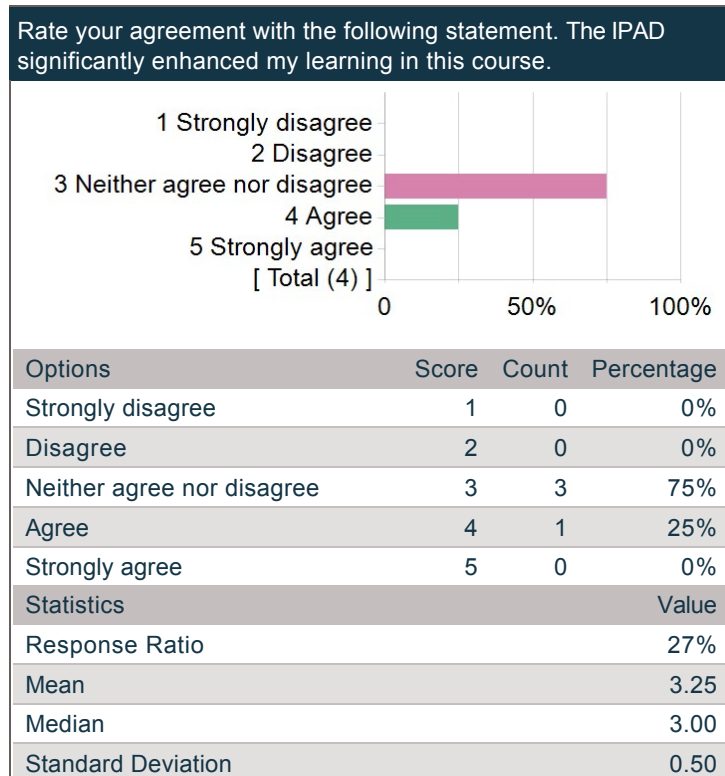 Rate your agreement with the following statement. The IPAD
significantly enhanced my learning in this course.
1 Strongly disagree
2 Disagree
3 Neither agree nor disagree
4 Agree
5 Strongly agree
[ Total (4) ]
0 50% 100%
Options Score Count Percentage
Strongly disagree 1 0 0%
Disagree 2 0 0%
Neither agree nor disagree 3 3 75%
Agree 4 1 25%
Strongly agree 5 0 0%
Statistics Value
Response Ratio 27%
Mean 3.25
Median 3.00
Standard Deviation 0.50